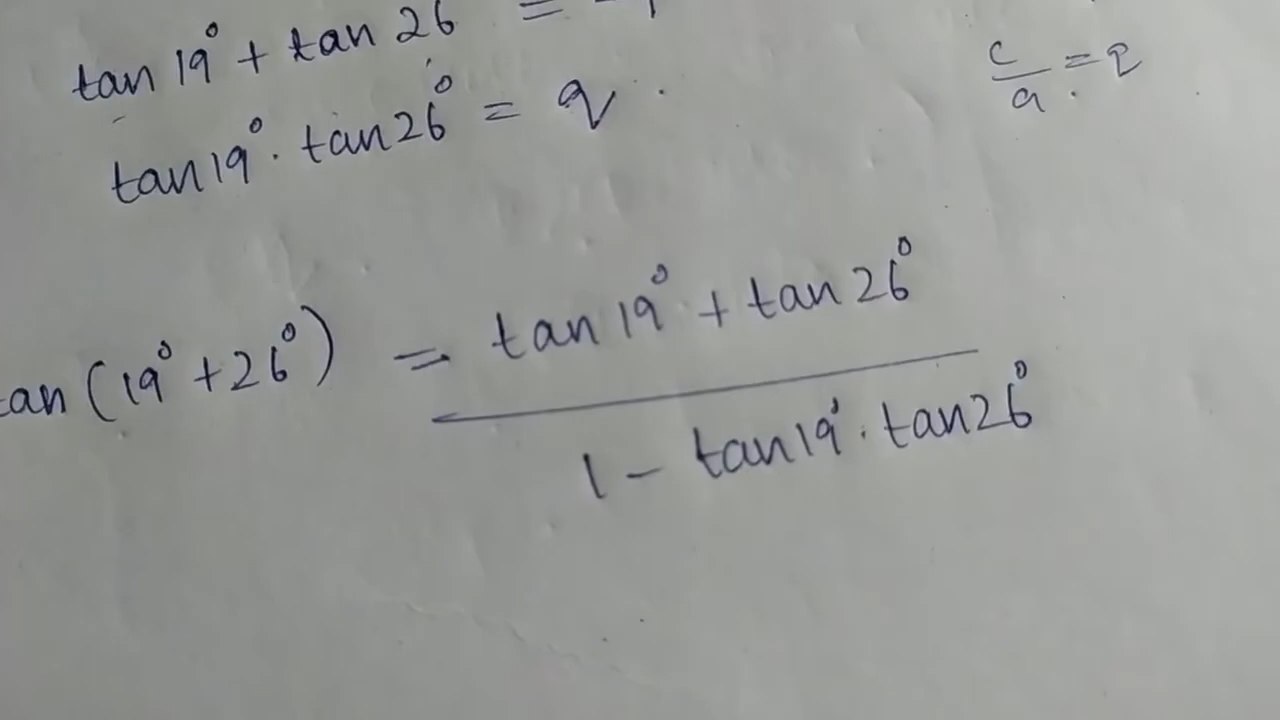 tan 19° + tan 26° = -
tan 19° . tan 26° = q .
c/a . = q
tan (19° + 26°) = tan 19° + tan 26°
1 - tan 19° . tan 26°